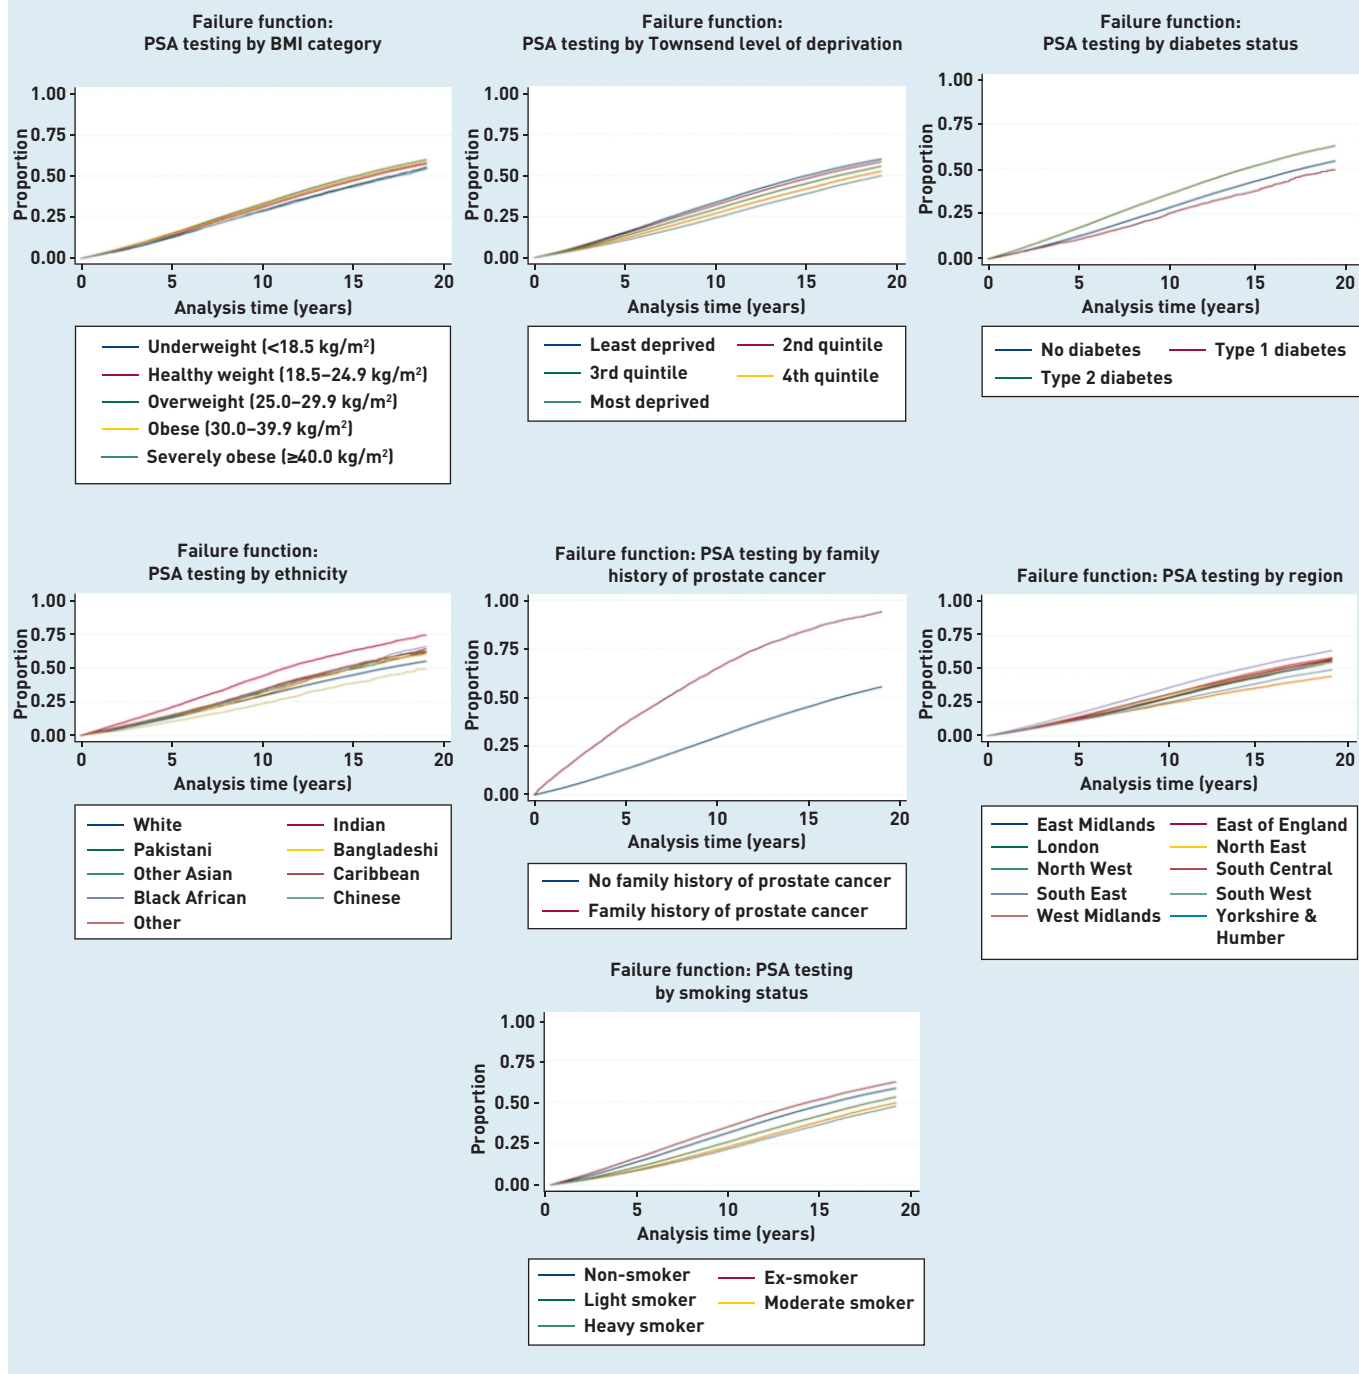 Failure function:
PSA testing by BMI category
Proportion
1.00
0.75
0.50
0.25
0.00
0 5 10 15 20
Analysis time (years)
Underweight (<18.5 kg/m²)
Healthy weight (18.5–24.9 kg/m²)
Overweight (25.0–29.9 kg/m²)
Obese (30.0–39.9 kg/m²)
Severely obese (≥40.0 kg/m²)
Failure function:
PSA testing by Townsend level of deprivation
Proportion
1.00
0.75
0.50
0.25
0.00
0 5 10 15 20
Analysis time (years)
Least deprived 2nd quintile
3rd quintile 4th quintile
Most deprived
Failure function:
PSA testing by diabetes status
Proportion
1.00
0.75
0.50
0.25
0.00
0 5 10 15 20
Analysis time (years)
No diabetes Type 1 diabetes
Type 2 diabetes
Failure function:
PSA testing by ethnicity
Proportion
1.00
0.75
0.50
0.25
0.00
0 5 10 15 20
Analysis time (years)
White Indian
Pakistani Bangladeshi
Other Asian Caribbean
Black African Chinese
Other
Failure function: PSA testing by family
history of prostate cancer
Proportion
1.00
0.75
0.50
0.25
0.00
0 5 10 15 20
Analysis time (years)
No family history of prostate cancer
Family history of prostate cancer
Failure function: PSA testing by region
Proportion
1.00
0.75
0.50
0.25
0.00
0 5 10 15 20
Analysis time (years)
East Midlands East of England
London North East
North West South Central
South East South West
West Midlands Yorkshire &
Humber
Failure function: PSA testing
by smoking status
Proportion
1.00
0.75
0.50
0.25
0.00
0 5 10 15 20
Analysis time (years)
Non-smoker Ex-smoker
Light smoker Moderate smoker
Heavy smoker